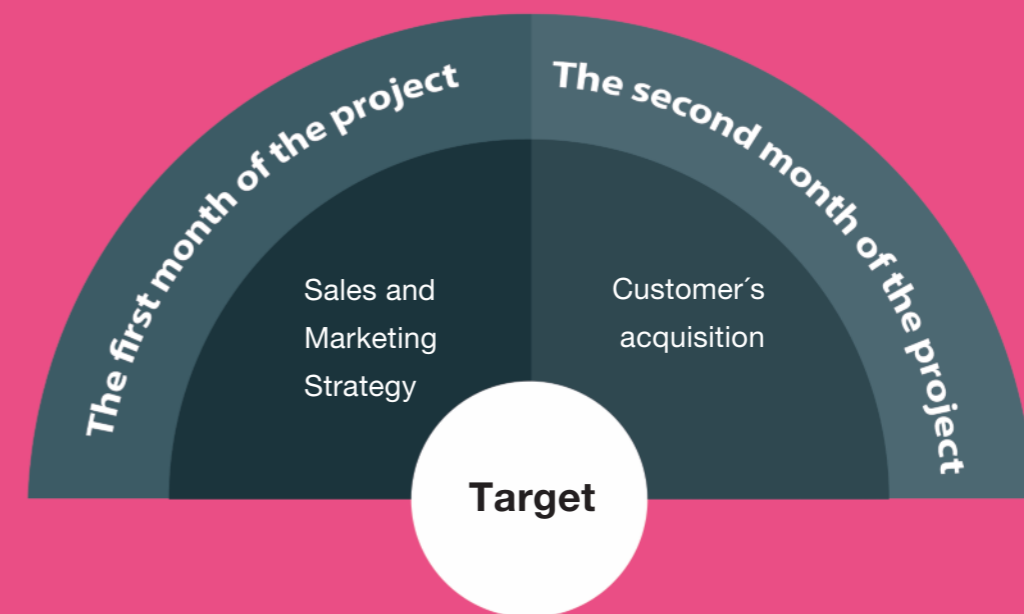 The first month of the project
The second month of the project
Sales and
Marketing
Strategy
Customer´s
acquisition
Target